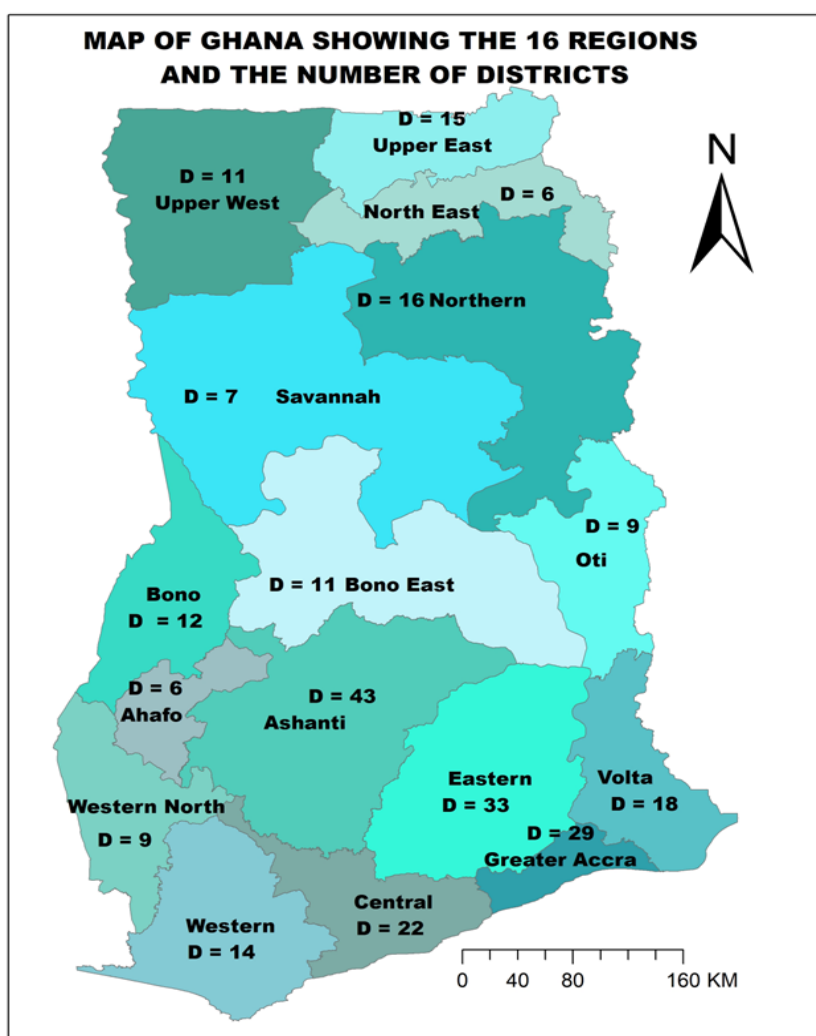 MAP OF GHANA SHOWING THE 16 REGIONS
AND THE NUMBER OF DISTRICTS
N
D = 15
Upper East
D = 11
Upper West
D = 6
North East
D = 16 Northern
D = 7 Savannah
D = 9
Oti
D = 11 Bono East
Bono
D = 12
D = 6
Ahafo
D = 43
Ashanti
Eastern
D = 33
Volta
D = 18
Western North
D = 9
D = 29
Greater Accra
Central
D = 22
Western
D = 14
0 40 80 160 KM